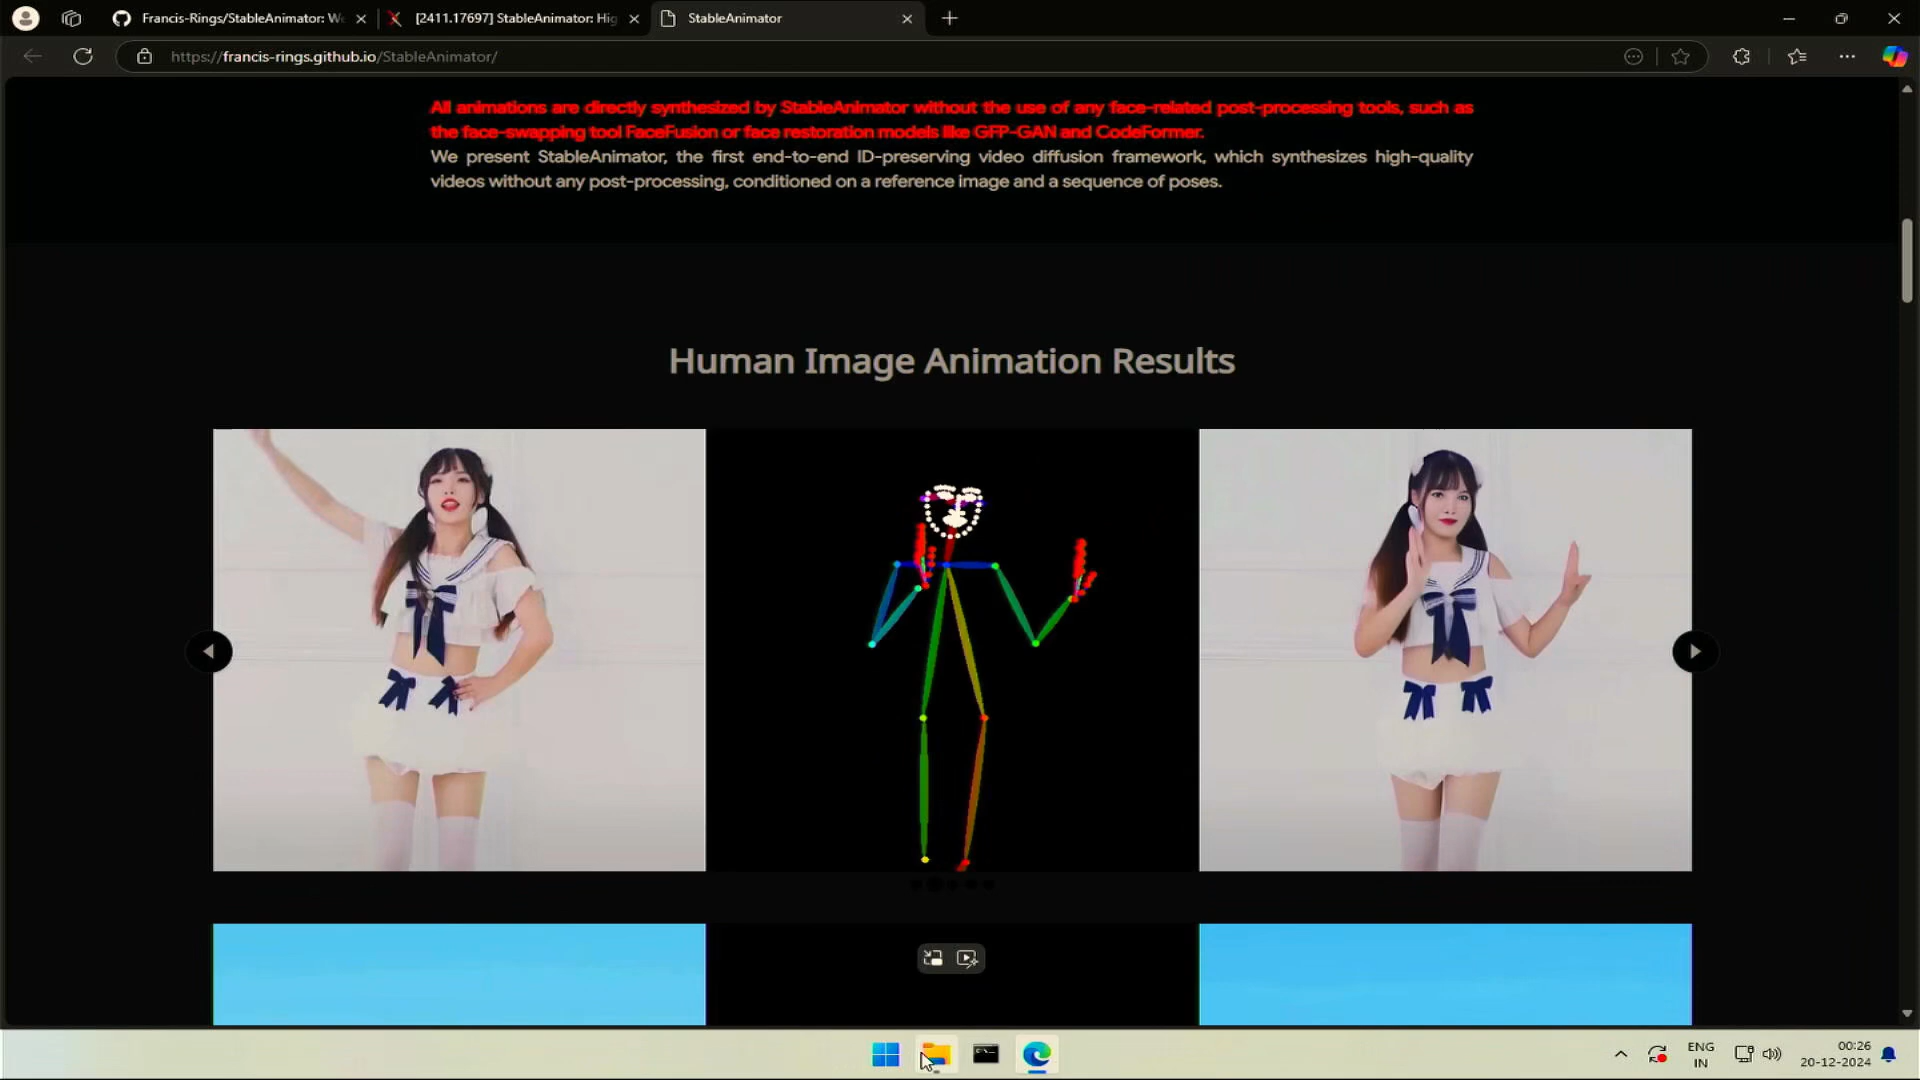 Francis-Rings/StableAnimator: We
[2411.17697] StableAnimator: Hig
StableAnimator
https://francis-rings.github.io/StableAnimator/
All animations are directly synthesized by StableAnimator without the use of any face-related post-processing tools, such as
the face-swapping tool FaceFusion or face restoration models like GFP-GAN and CodeFormer.
We present StableAnimator, the first end-to-end ID-preserving video diffusion framework, which synthesizes high-quality
videos without any post-processing, conditioned on a reference image and a sequence of poses.
Human Image Animation Results
ENG
IN
00:26
20-12-2024